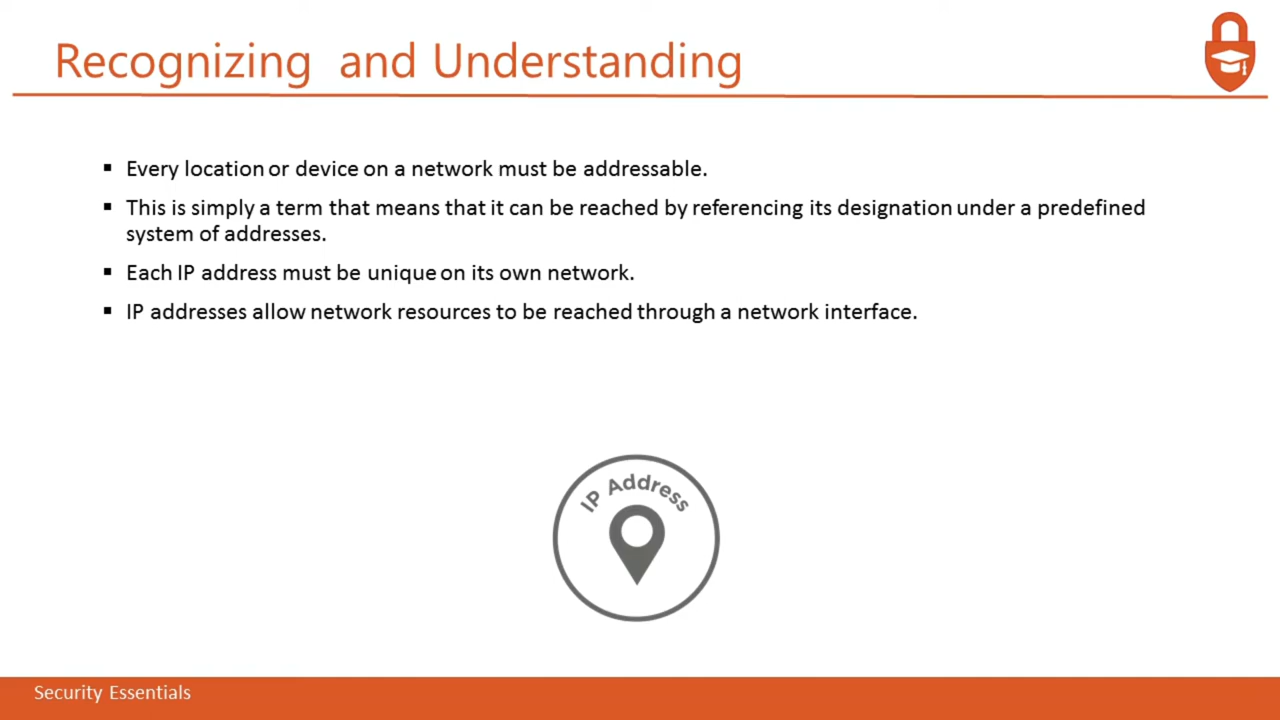 Recognizing and Understanding
▪ Every location or device on a network must be addressable.
▪ This is simply a term that means that it can be reached by referencing its designation under a predefined
system of addresses.
▪ Each IP address must be unique on its own network.
▪ IP addresses allow network resources to be reached through a network interface.
IP Address
Security Essentials